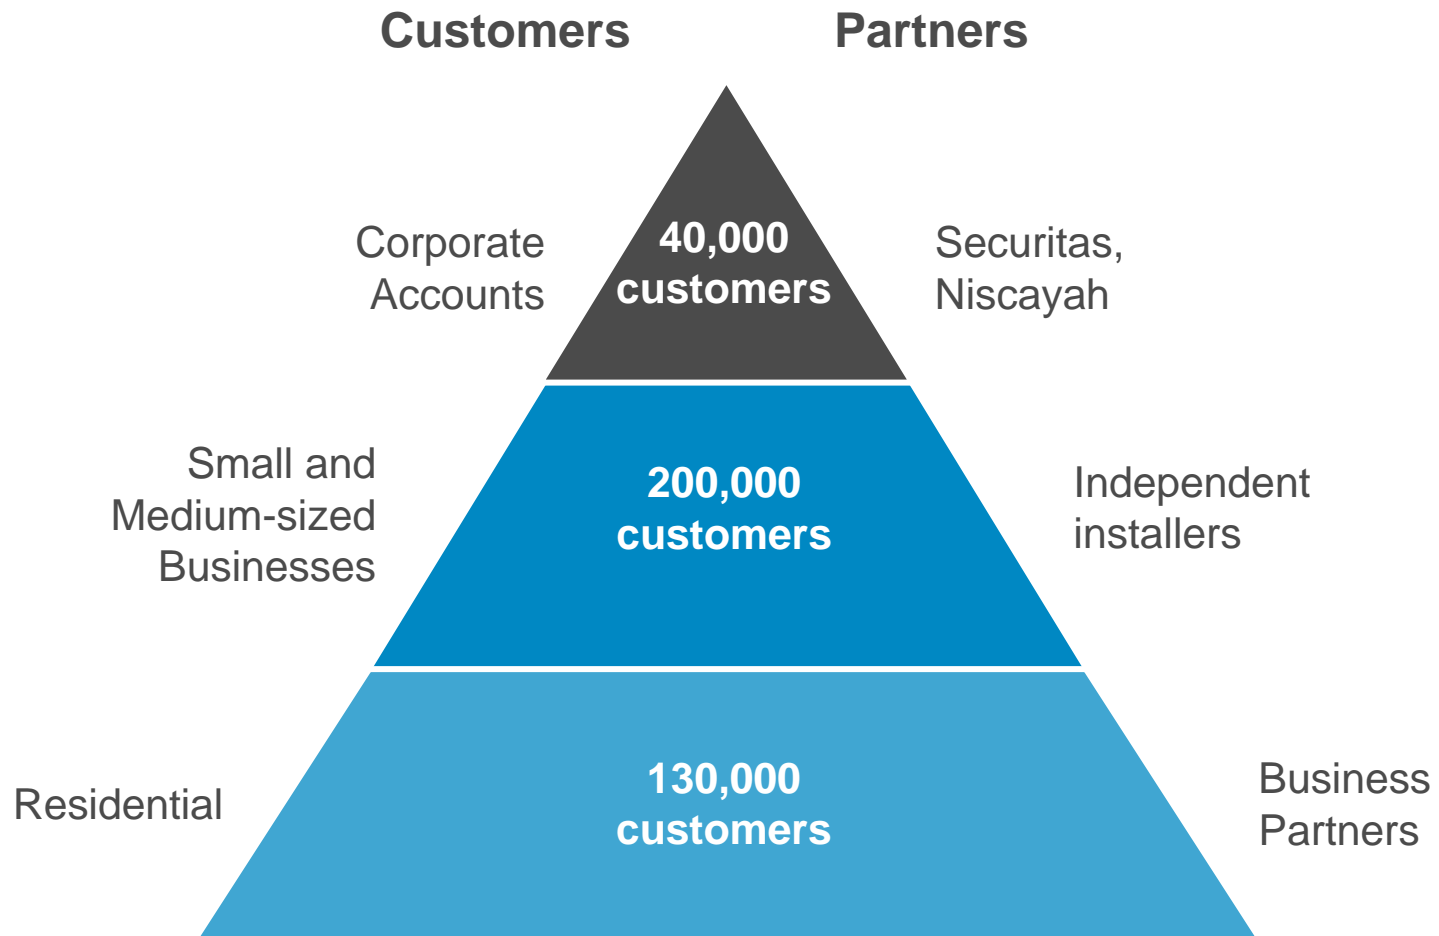 Customers
Partners
Corporate
Accounts
40,000
customers
Securitas,
Niscayah
Small and
Medium-sized
Businesses
200,000
customers
Independent
installers
Residential
130,000
customers
Business
Partners